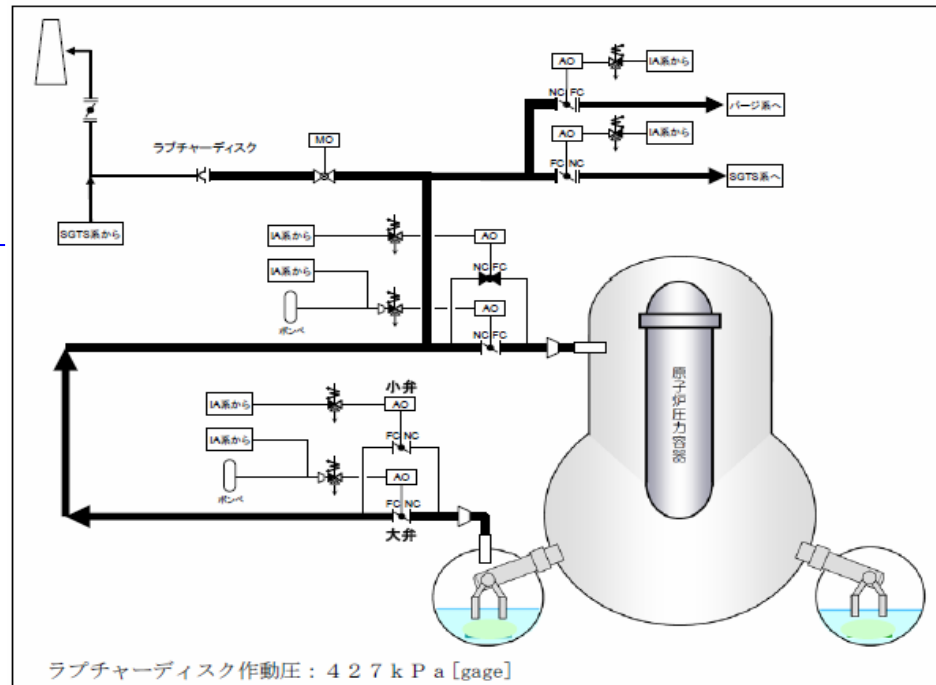 AO
IA系から
NC FC
パージ系へ
MO
AO
IA系から
ラプチャーディスク
FC NC
SGTS系へ
SGTS系から
IA系から
AO
IA系から
NC FC
AO
ボンベ
NC FC
原子炉圧力容器
小弁
IA系から
AO
IA系から
FC NC
AO
ボンベ
FC NC
大弁
ラプチャーディスク作動圧：４２７ｋＰａ[gage]